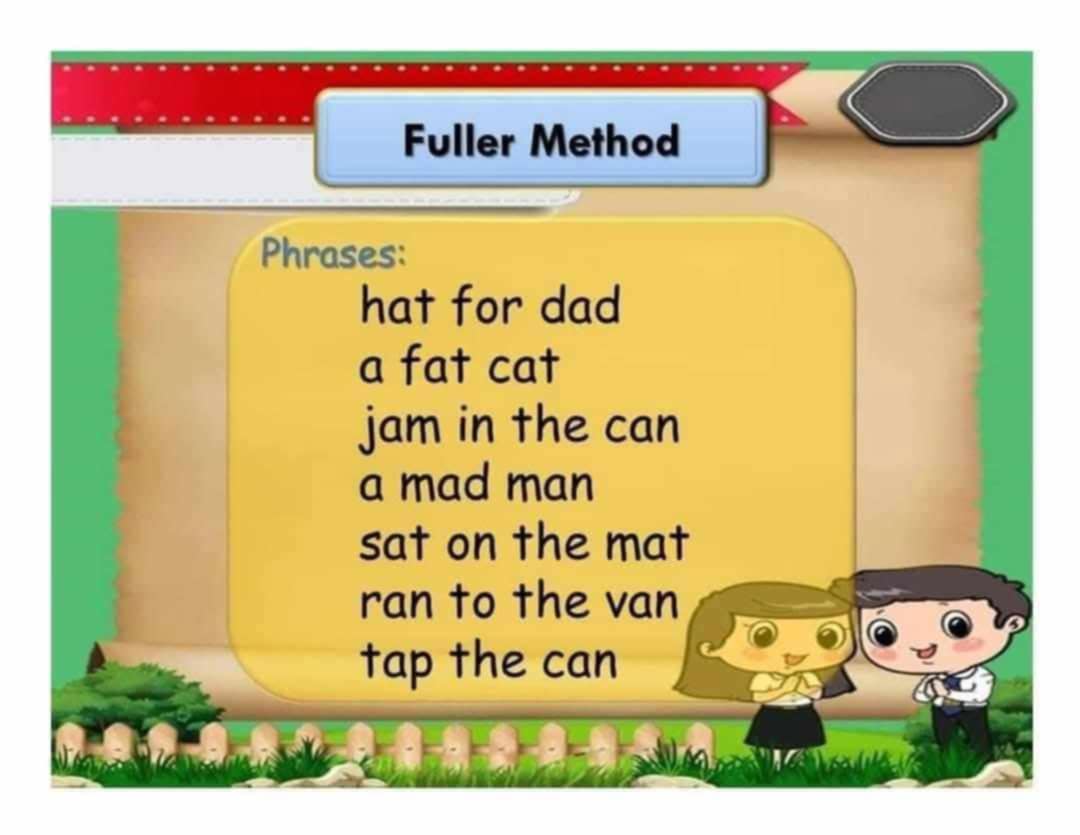 Fuller Method
Phrases:
hat for dad
a fat cat
jam in the can
a mad man
sat on the mat
ran to the van
tap the can